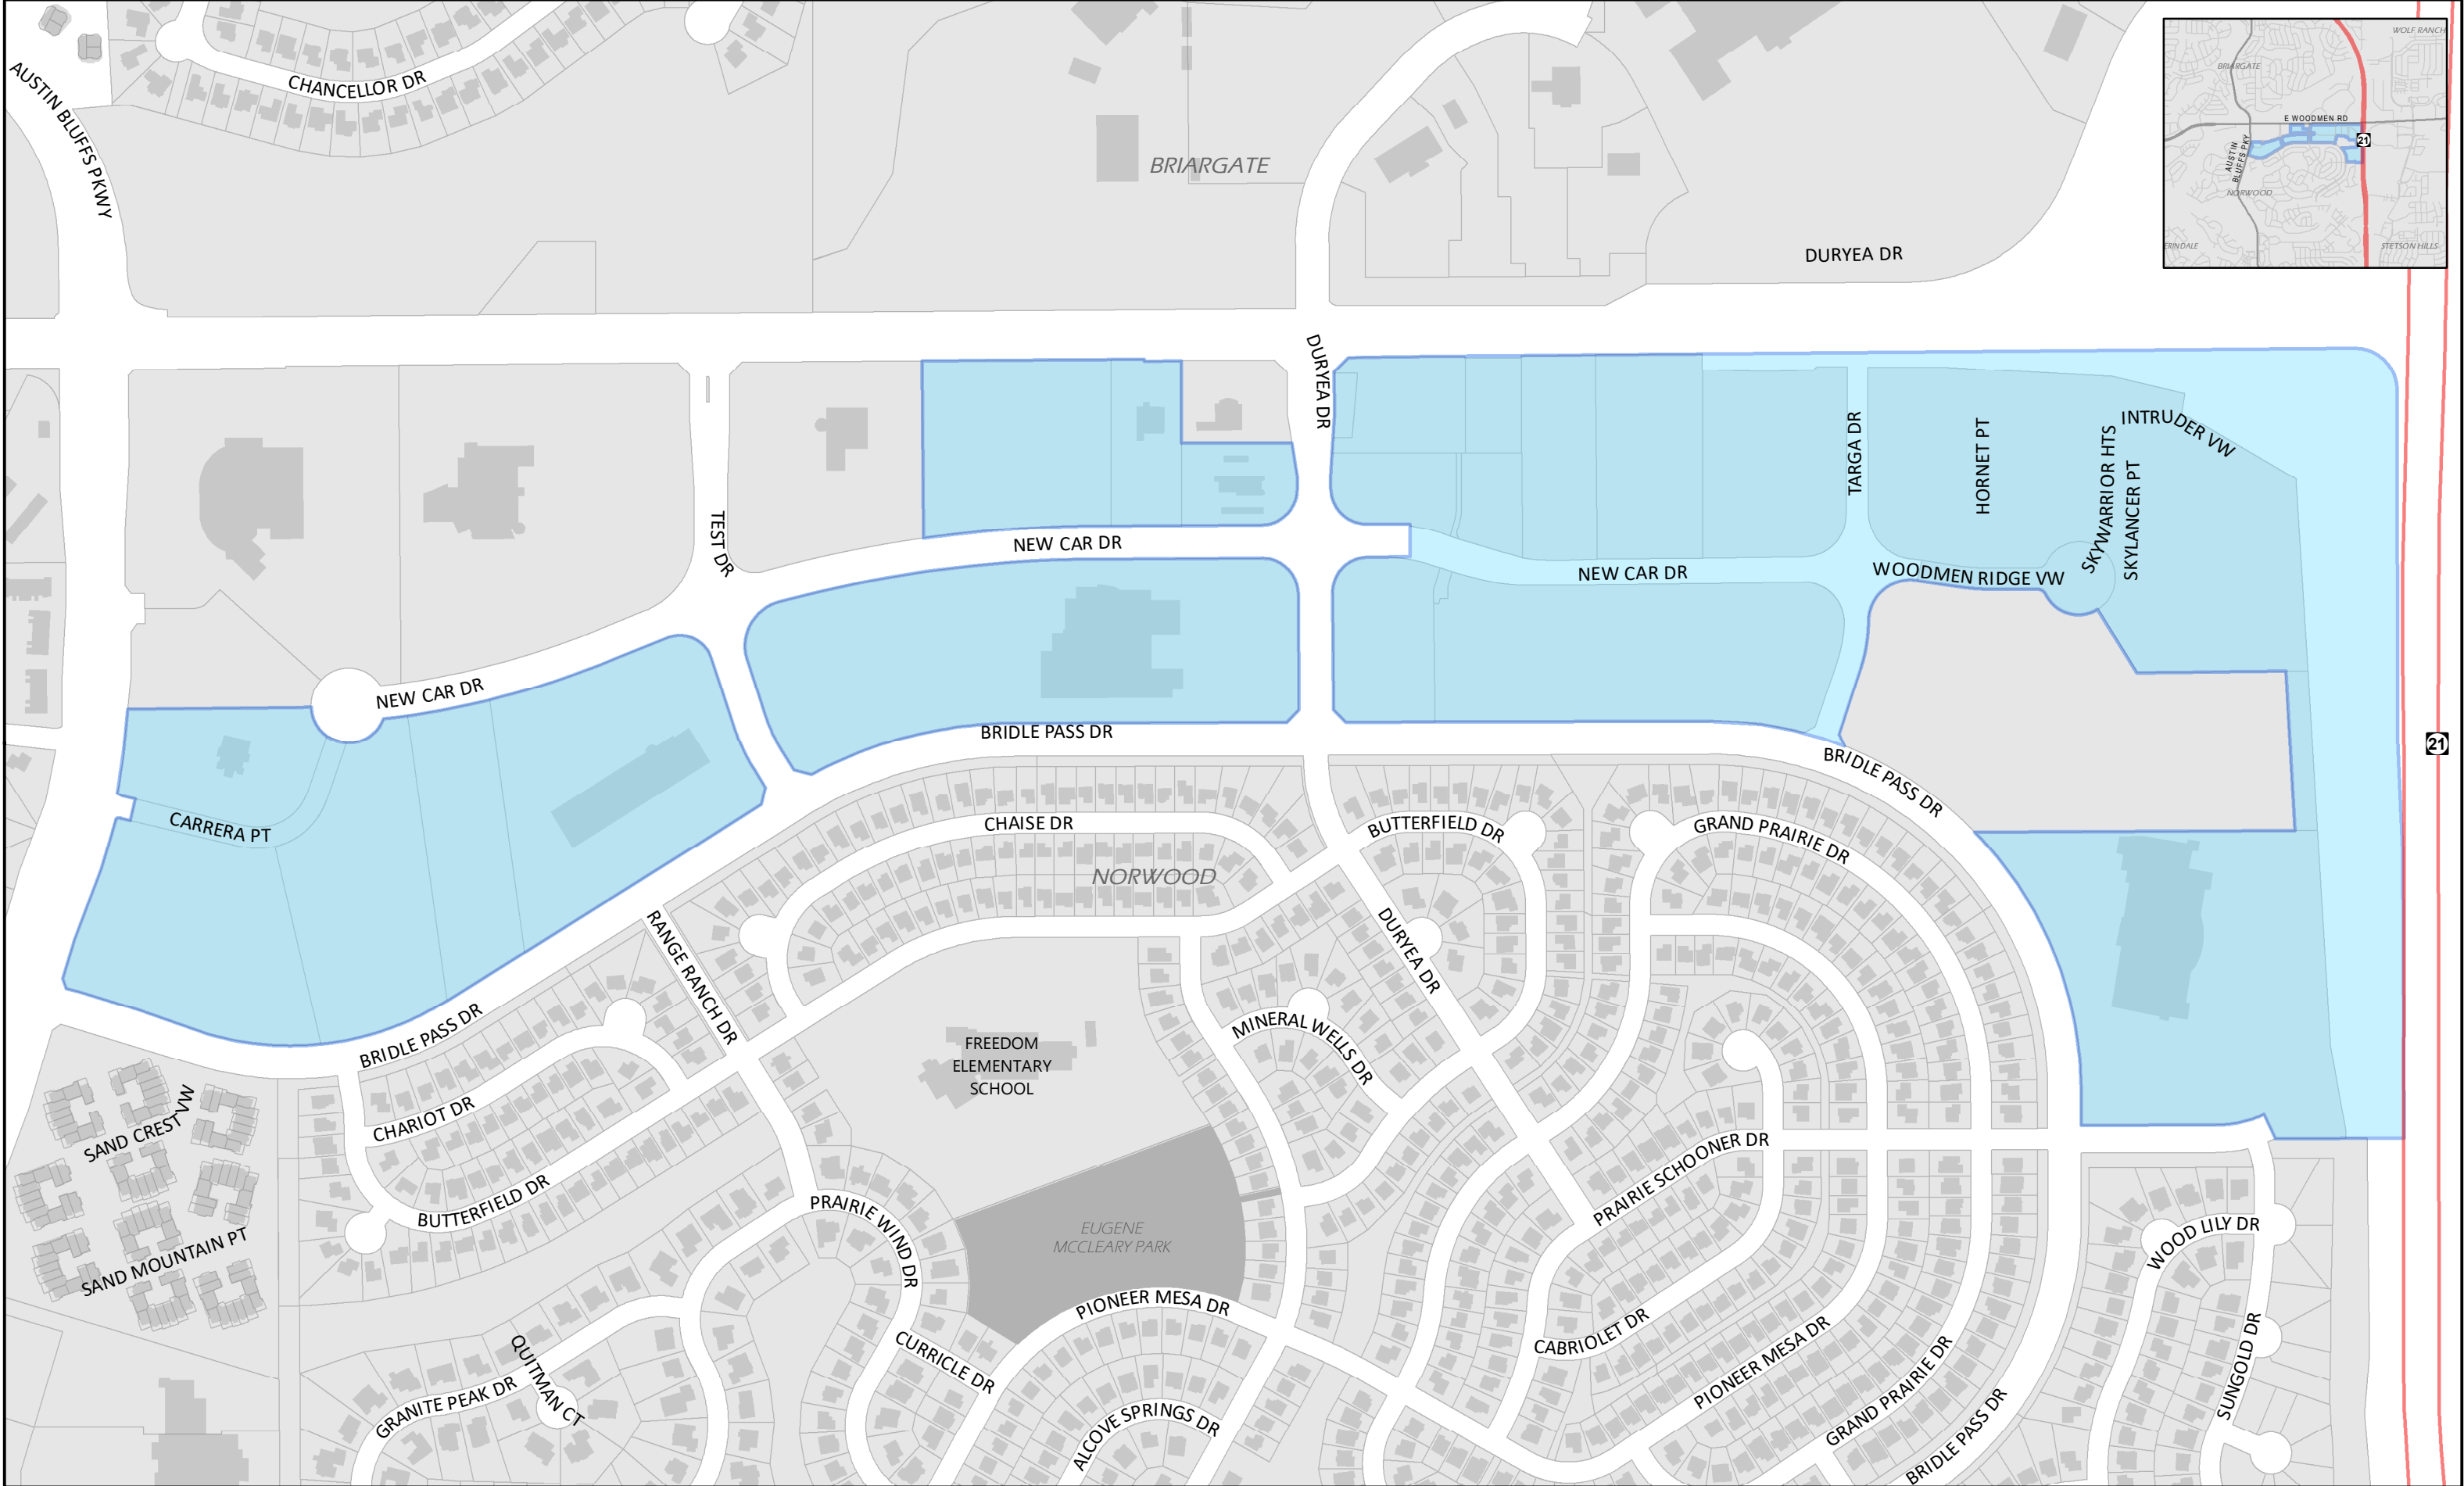 CHANCELLOR DR
AUSTIN BLUFFS PKWY
BRIARGATE
DURYEA DR
WOLF RANCH
BRIARGATE
E WOODMEN RD
21
AUSTIN
BLUFFS PKY
NORWOOD
ERINDALE
STETSON HILLS
DURYEA DR
TARGA DR
HORNET PT
SKYWARRIOR HTS
SKYLANCER PT
INTRUDER VW
TEST DR
NEW CAR DR
NEW CAR DR
WOODMEN RIDGE VW
NEW CAR DR
BRIDLE PASS DR
21
BRIDLE PASS DR
CARRERA PT
CHAISE DR
BUTTERFIELD DR
GRAND PRAIRIE DR
NORWOOD
RANGE RANCH DR
DURYEA DR
BRIDLE PASS DR
MINERAL WELLS DR
FREEDOM
ELEMENTARY
SCHOOL
SAND CREST VW
CHARIOT DR
PRAIRIE SCHOONER DR
BUTTERFIELD DR
PRAIRIE WIND DR
EUGENE
MCCLEARY PARK
WOOD LILY DR
SAND MOUNTAIN PT
PIONEER MESA DR
CABRIOLET DR
CURRICLE DR
QUITMAN CT
GRANITE PEAK DR
ALCOVE SPRINGS DR
PIONEER MESA DR
GRAND PRAIRIE DR
BRIDLE PASS DR
SUNGOLD DR